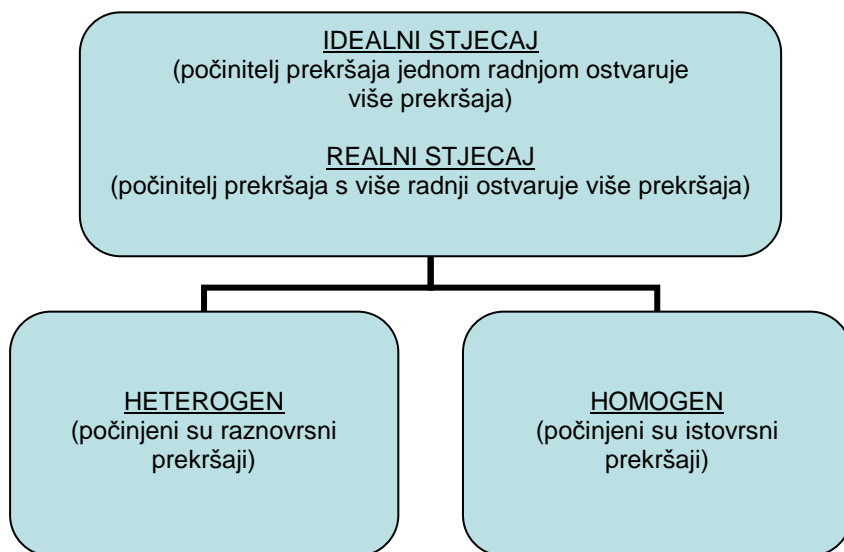 IDEALNI STJECAJ
(počinitelj prekršaja jednom radnjom ostvaruje
više prekršaja)
REALNI STJECAJ
(počinitelj prekršaja s više radnji ostvaruje više prekršaja)
HETEROGEN
(počinjeni su raznovrsni
prekršaji)
HOMOGEN
(počinjeni su istovrsni
prekršaji)